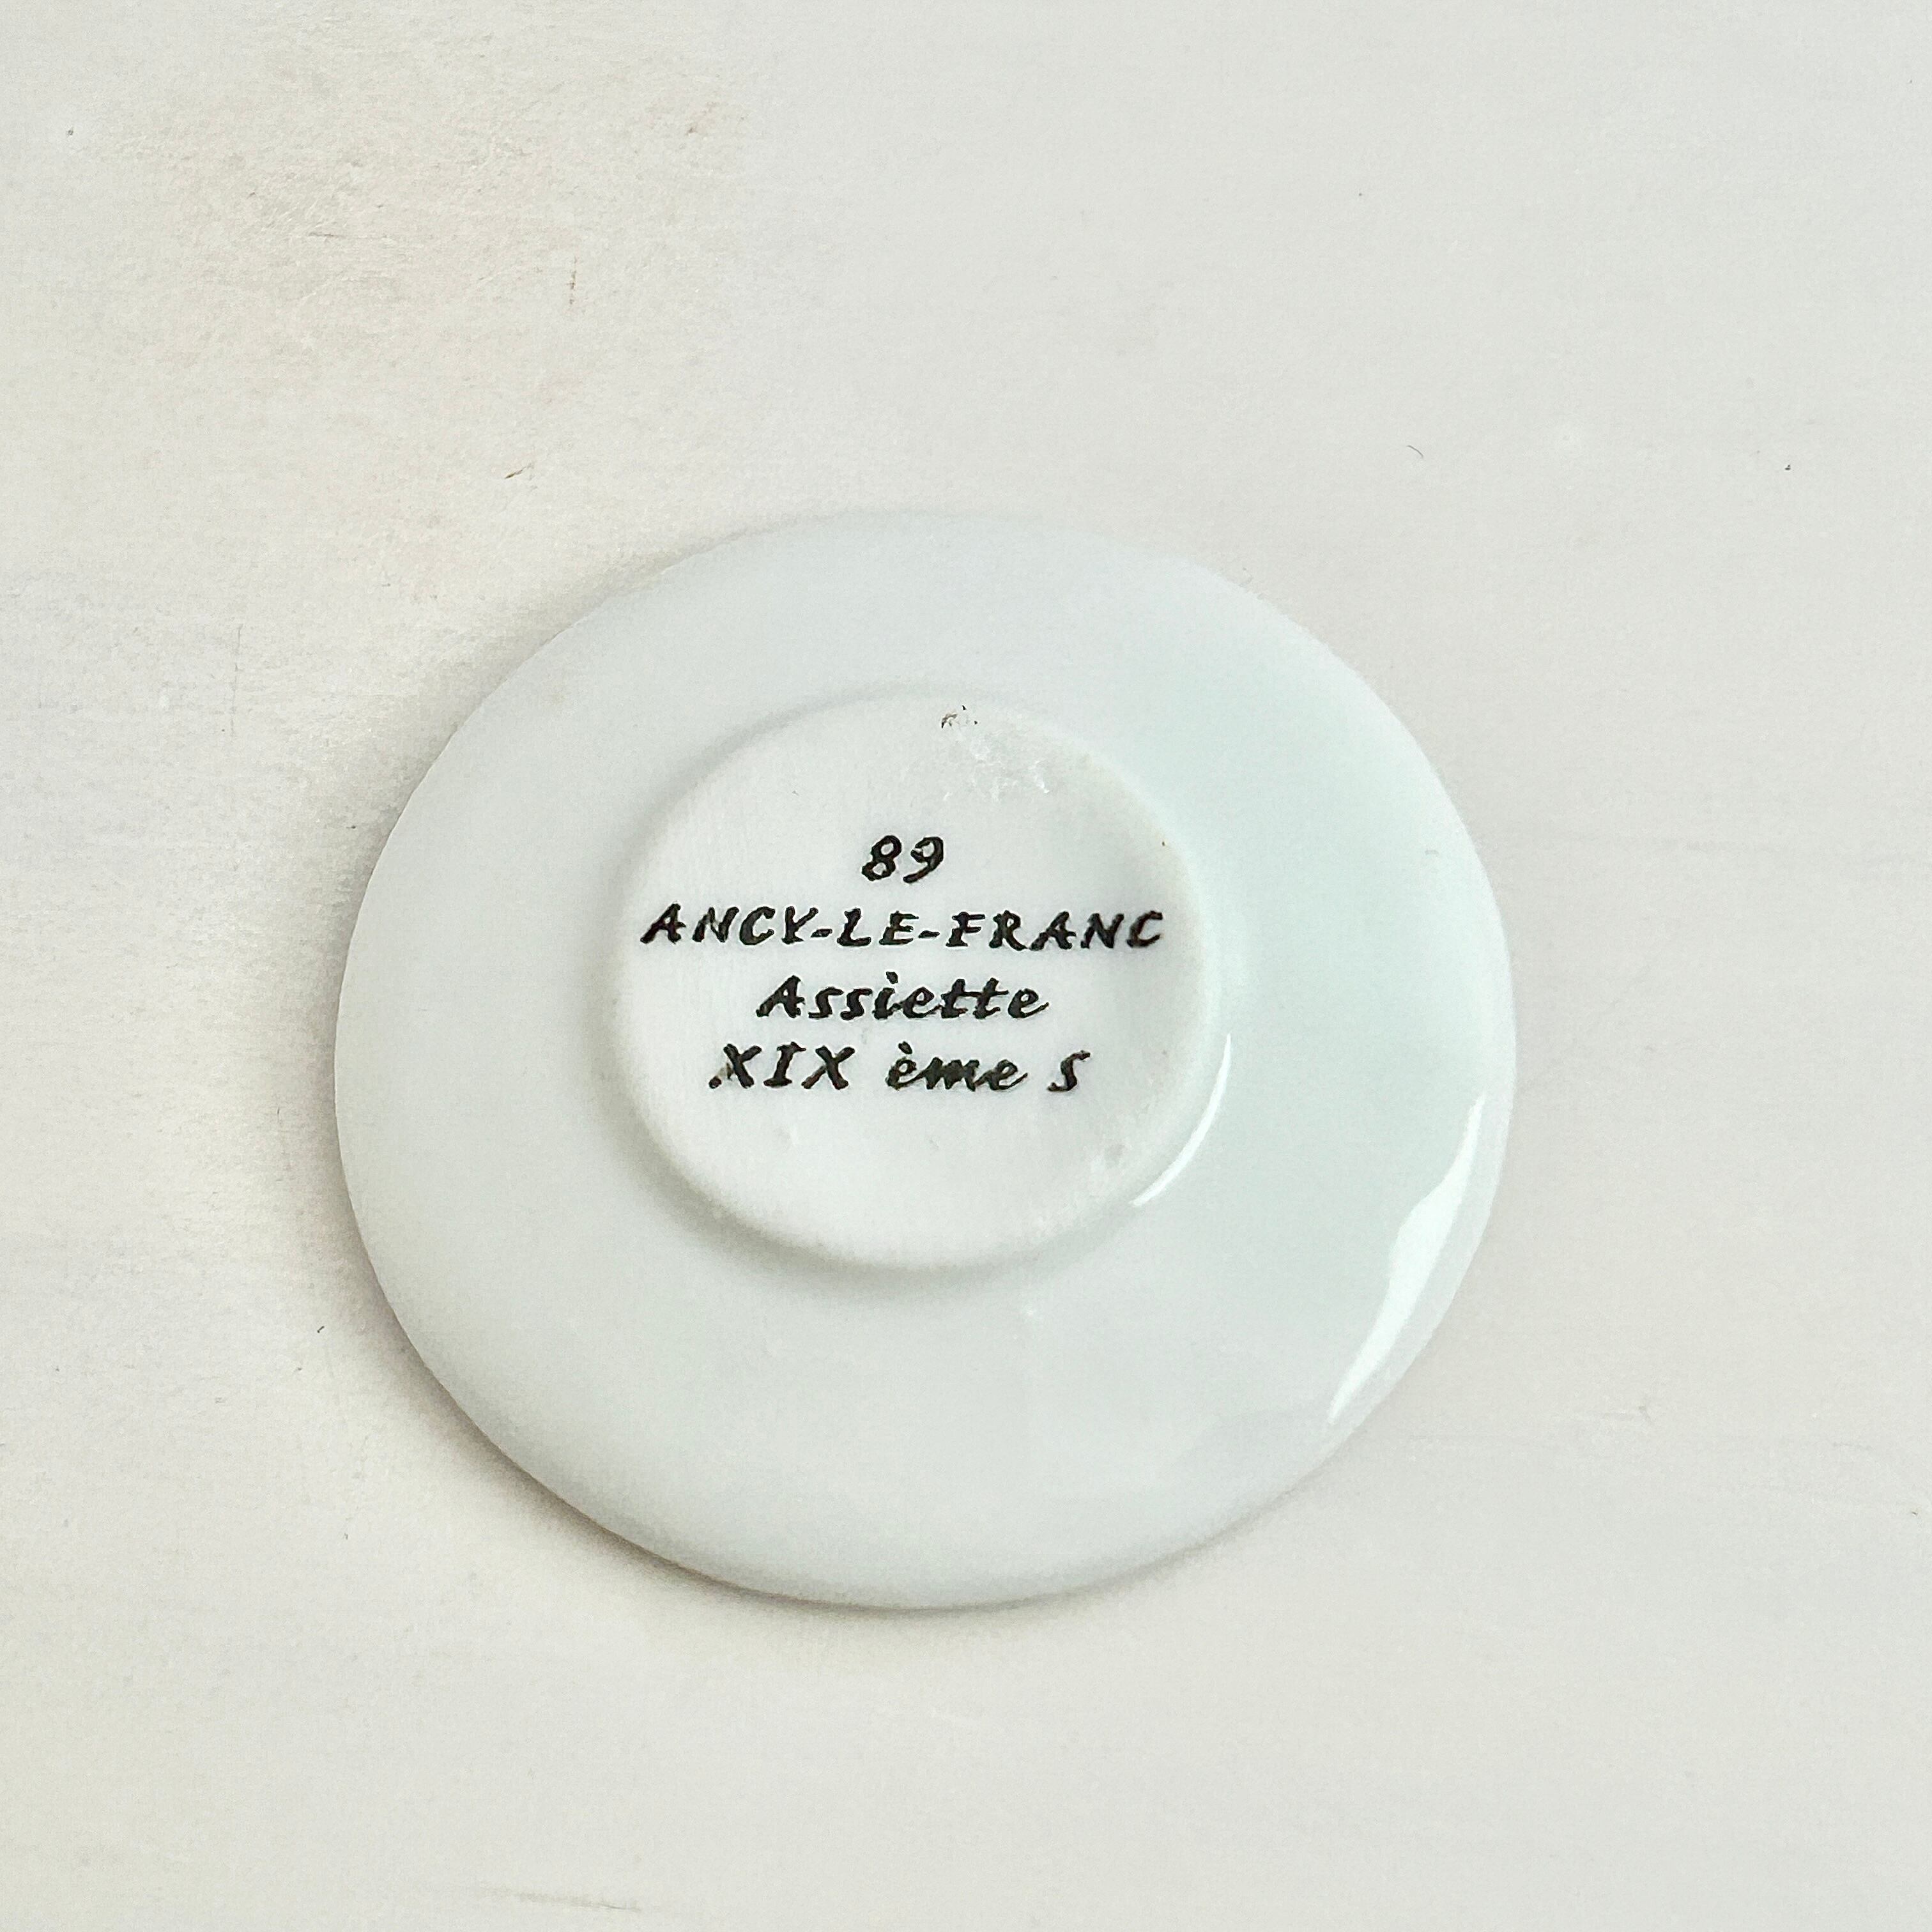 89
ANCY-LE-FRANC
Assiette
XIX ème S